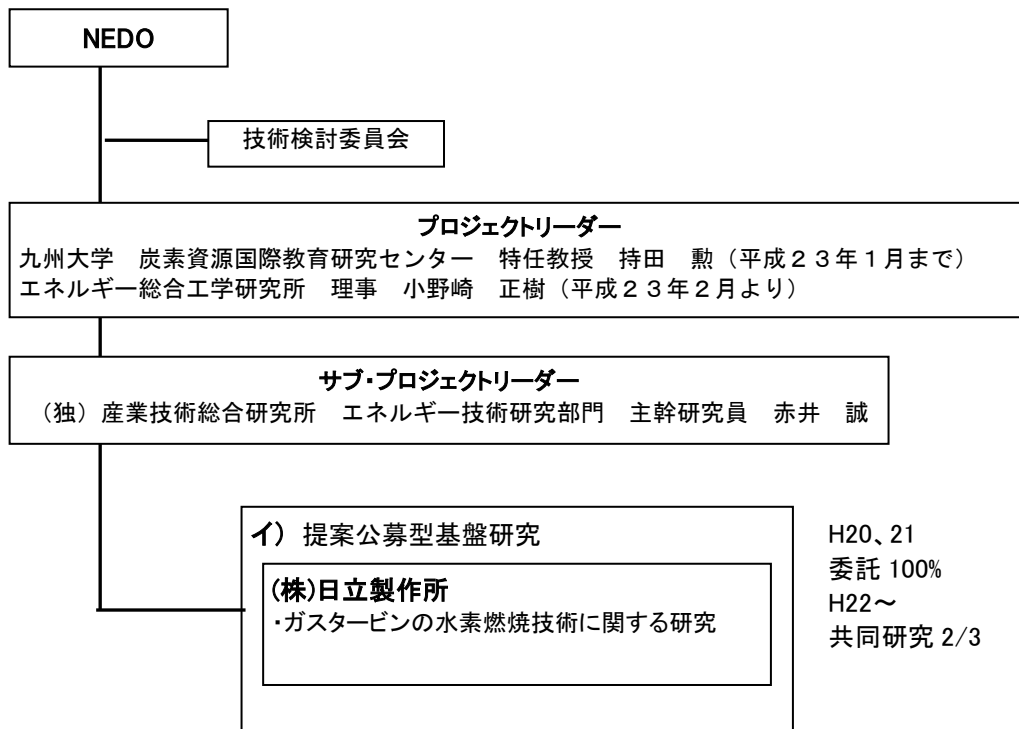 NEDO
技術検討委員会
プロジェクトリーダー
九州大学　炭素資源国際教育研究センター　特任教授　持田　勲（平成２３年１月まで）
エネルギー総合工学研究所　理事　小野崎　正樹（平成２３年２月より）
サブ・プロジェクトリーダー
（独）産業技術総合研究所　エネルギー技術研究部門　主幹研究員　赤井　誠
イ）提案公募型基盤研究
(株)日立製作所
・ガスタービンの水素燃焼技術に関する研究
H20、21
委託 100%
H22～
共同研究 2/3